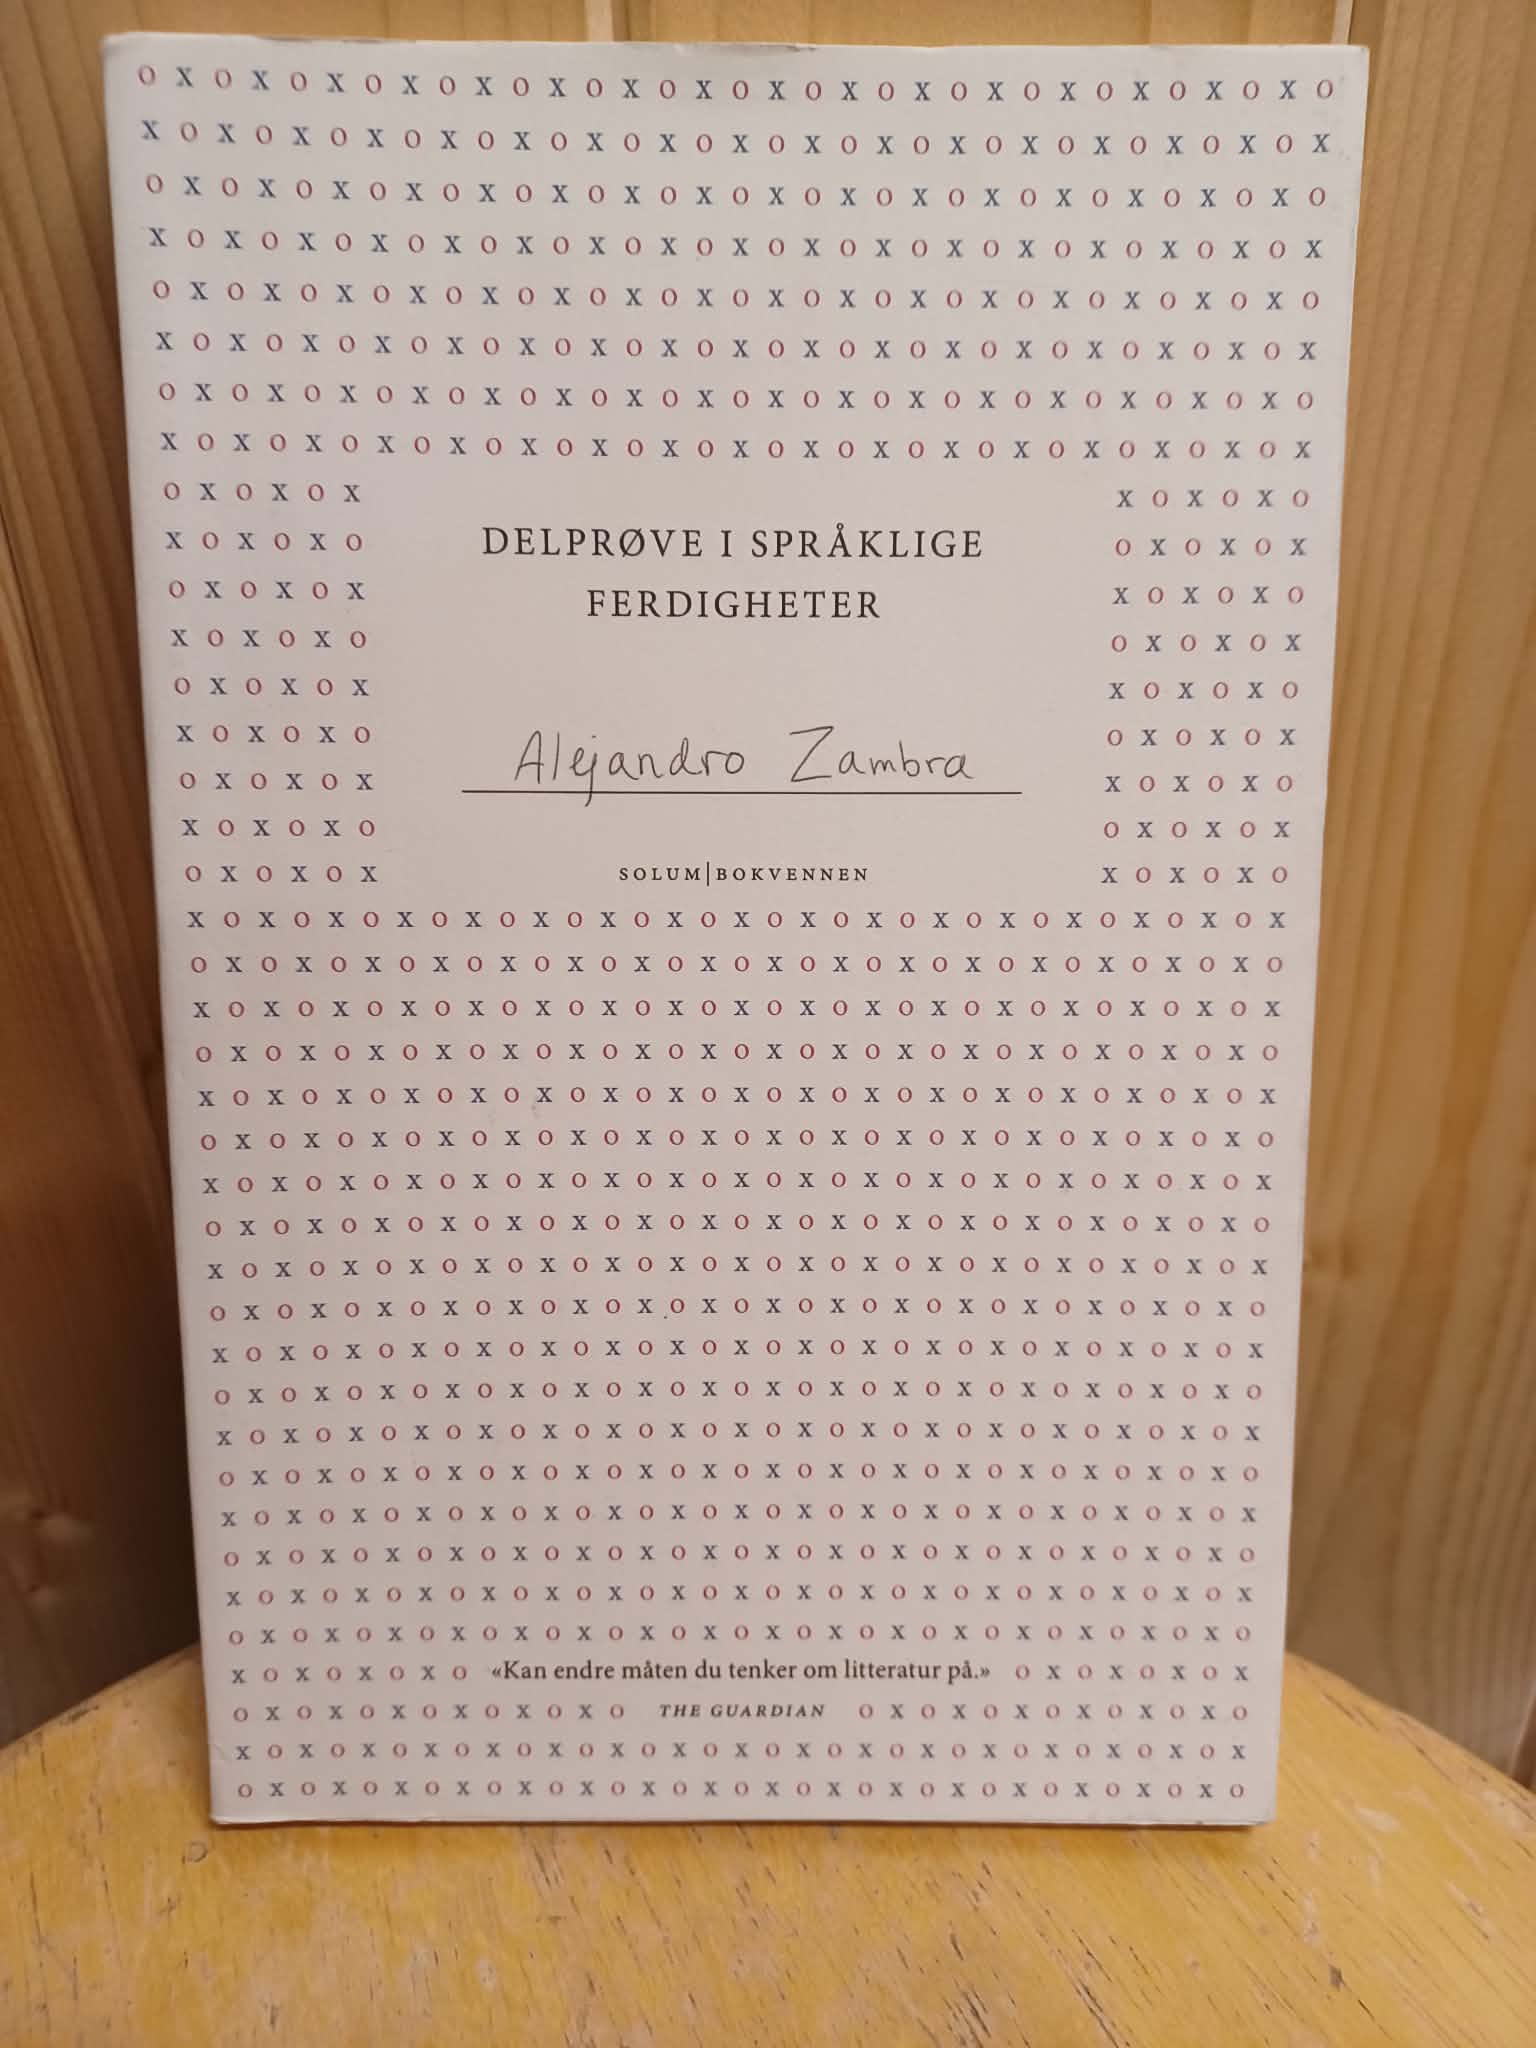 DELPRØVE I SPRÅKLIGE
FERDIGHETER
Alejandro Zambra
SOLUM|BOKVENNEN
«Kan endre måten du tenker om litteratur på.»
THE GUARDIAN